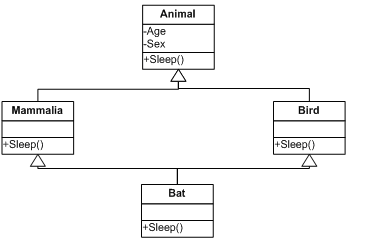 Animal
-Age
-Sex
+Sleep()
Mammalia
+Sleep()
Bird
+Sleep()
Bat
+Sleep()